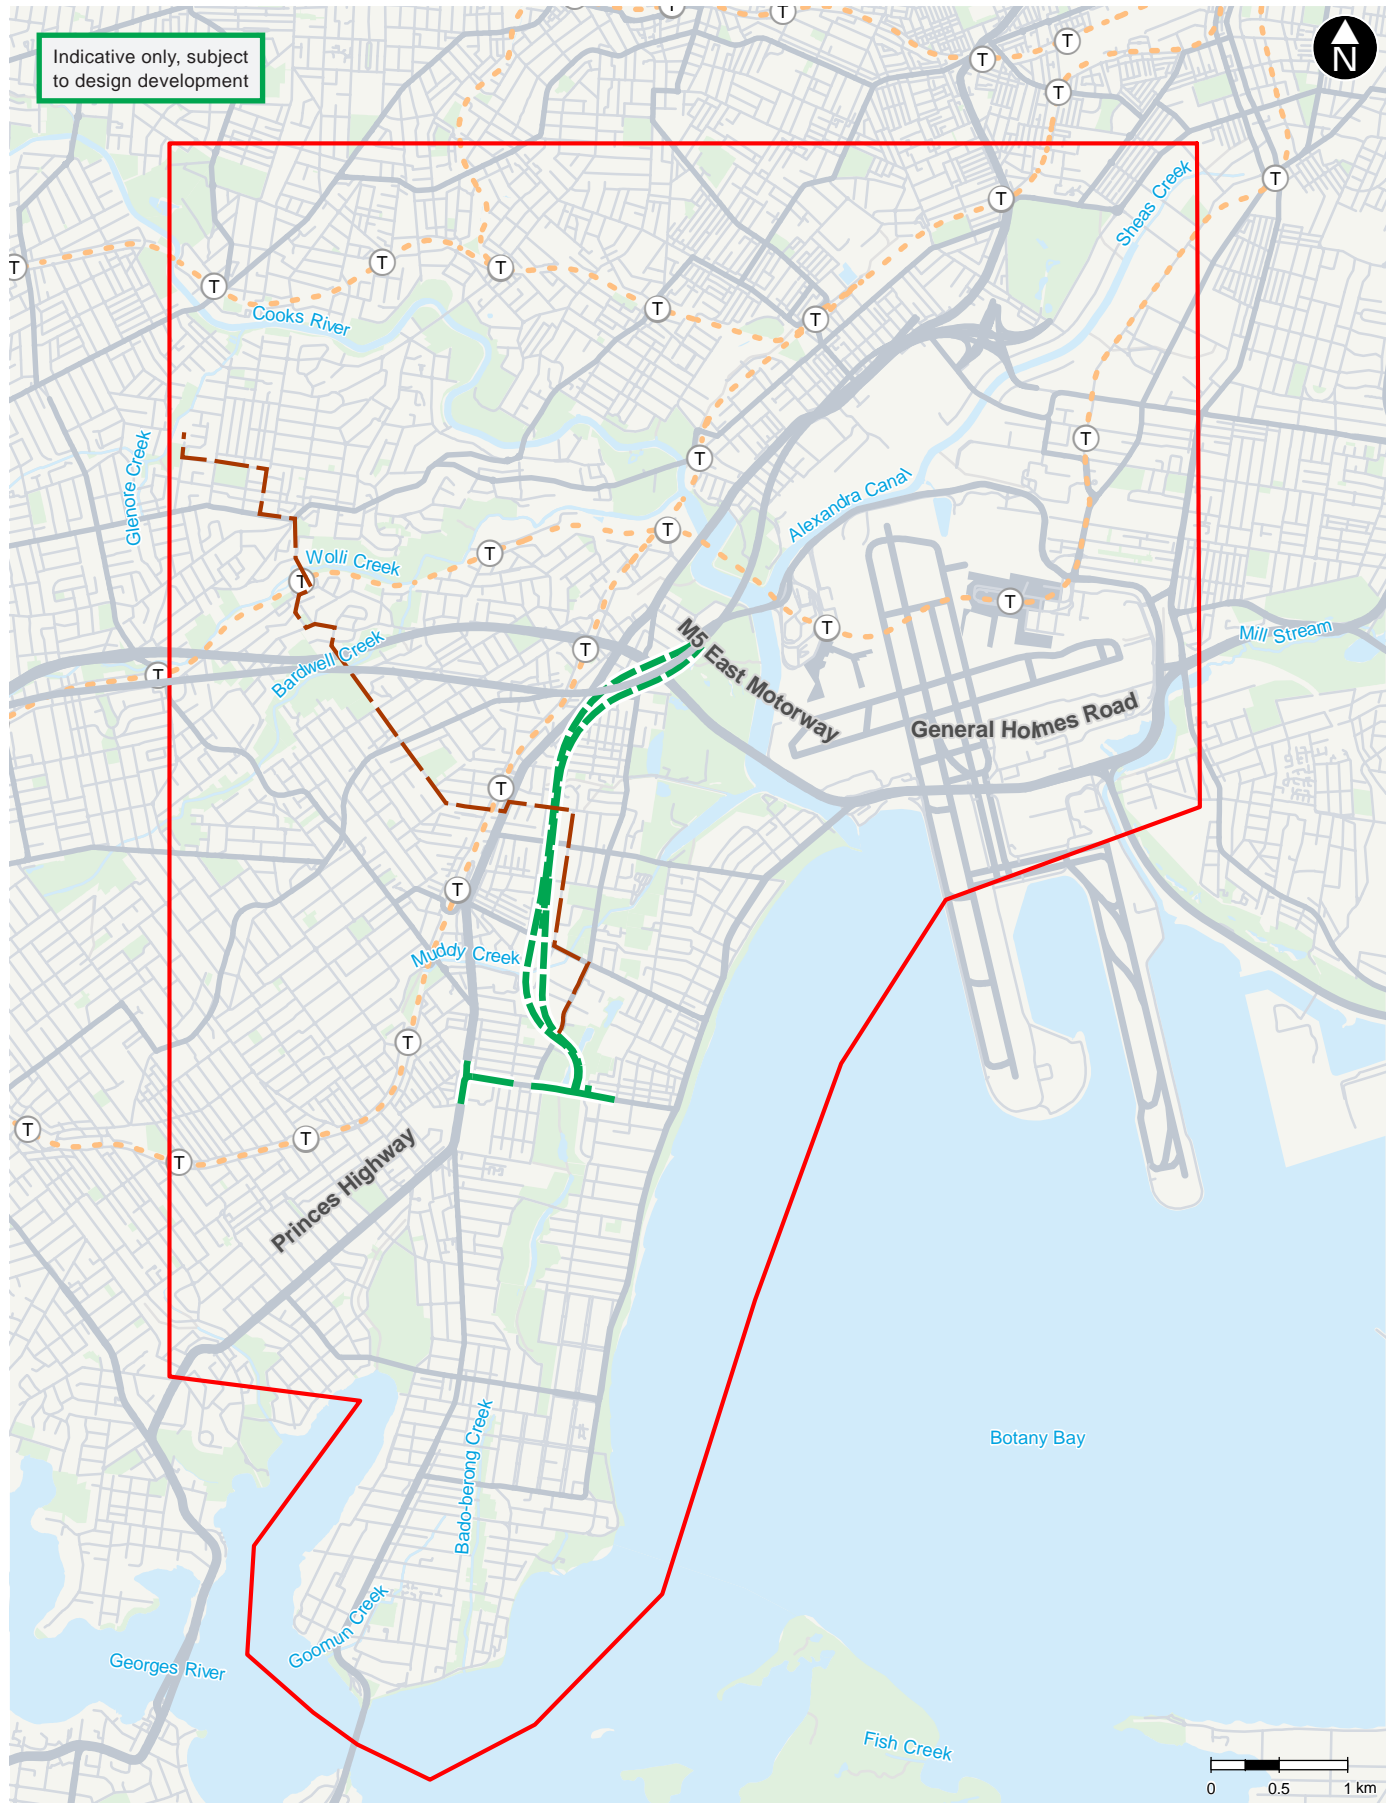 Indicative only, subject
to design development
N
T
T
T
T
T
T
T
Sheas Creek
T
T
T
T
T
T
T
Cooks River
T
T
Glenore Creek
T
T
Alexandra Canal
T
T
Wolli Creek
T
T
T
Mill Stream
Bardwell Creek
T
M5 East Motorway
T
General Holmes Road
T
T
Muddy Creek
T
T
T
T
Princes Highway
Bado-berong Creek
Botany Bay
Goomun Creek
Georges River
Fish Creek
0 0.5 1 km